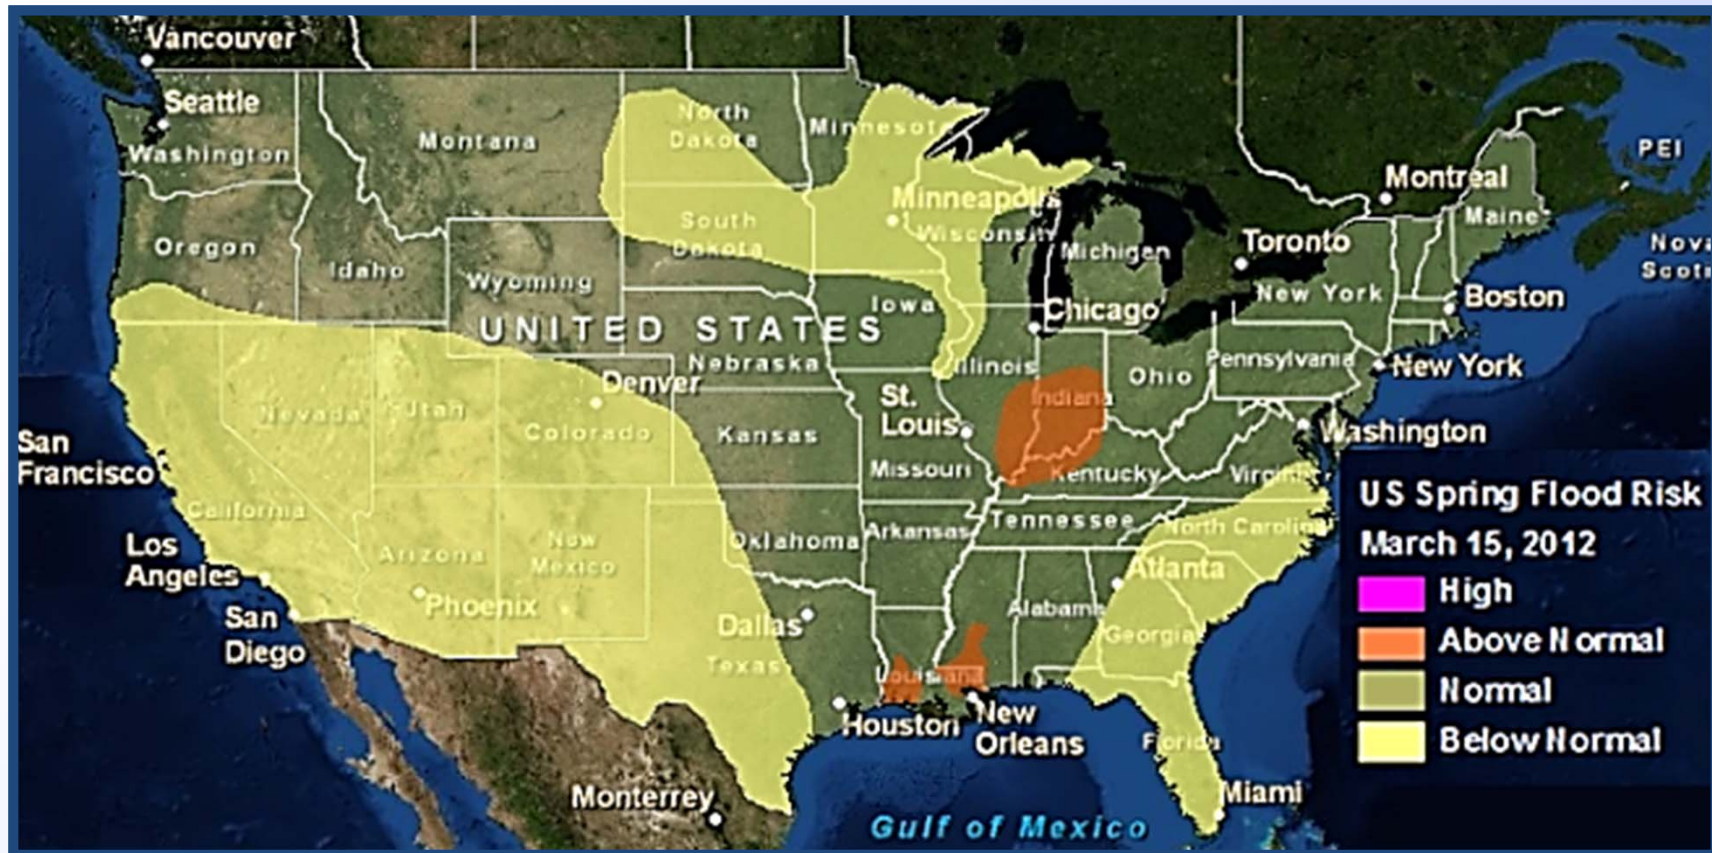 Vancouver
Seattle
Washington
Montana
North
Dakota
Minnesota
Montreal
PEI
Maine
Oregon
Idaho
Wyoming
South
Dakota
Minneapolis
Wisconsin
Michigan
Toronto
Nova
Scoti
New York
Boston
Iowa
Chicago
UNITED STATES
Nebraska
Illinois
Ohio
Pennsylvania
New York
Denver
Nevada
Utah
Colorado
Kansas
St.
Louis
Indiana
Washington
San
Francisco
Missouri
Kentucky
Virginia
California
Arizona
New
Mexico
Oklahoma
Arkansas
Tennessee
North Carolina
Los
Angeles
Phoenix
Atlanta
San
Diego
Dallas
Texas
Alabama
Georgia
Louisiana
Houston
New
Orleans
Florida
Miami
Monterrey
Gulf of Mexico
US Spring Flood Risk
March 15, 2012
High
Above Normal
Normal
Below Normal